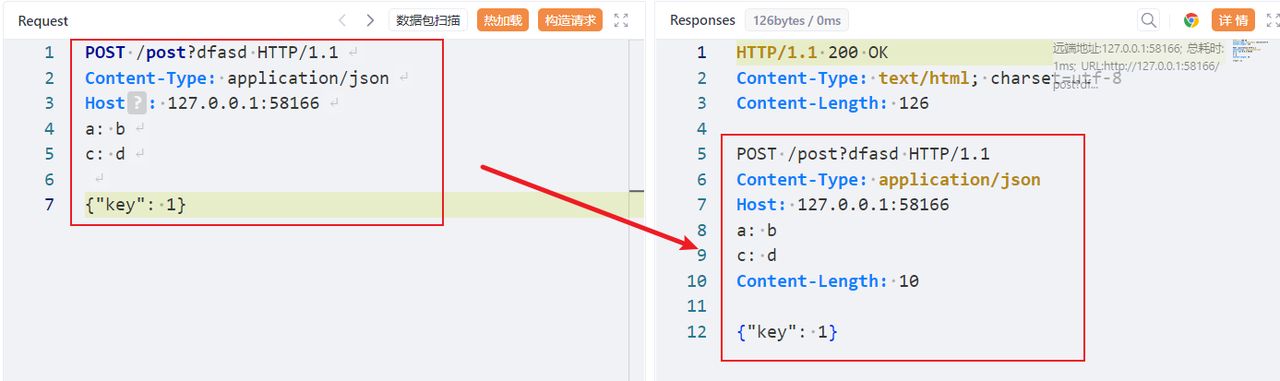 Request
数据包扫描
热加载
构造请求
1 POST /post?dfasd HTTP/1.1
2 Content-Type: application/json
3 Host?: 127.0.0.1:58166
4 a: b
5 c: d
6
7 {"key": 1}
Responses
126bytes / 0ms
详情
1 HTTP/1.1 200 OK
2 Content-Type: text/html; charset=utf-8
3 Content-Length: 126
4
5 POST /post?dfasd HTTP/1.1
6 Content-Type: application/json
7 Host: 127.0.0.1:58166
8 a: b
9 c: d
10 Content-Length: 10
11
12 {"key": 1}
远端地址:127.0.0.1:58166; 总耗时:
1ms; URL:http://127.0.0.1:58166/
post?df...